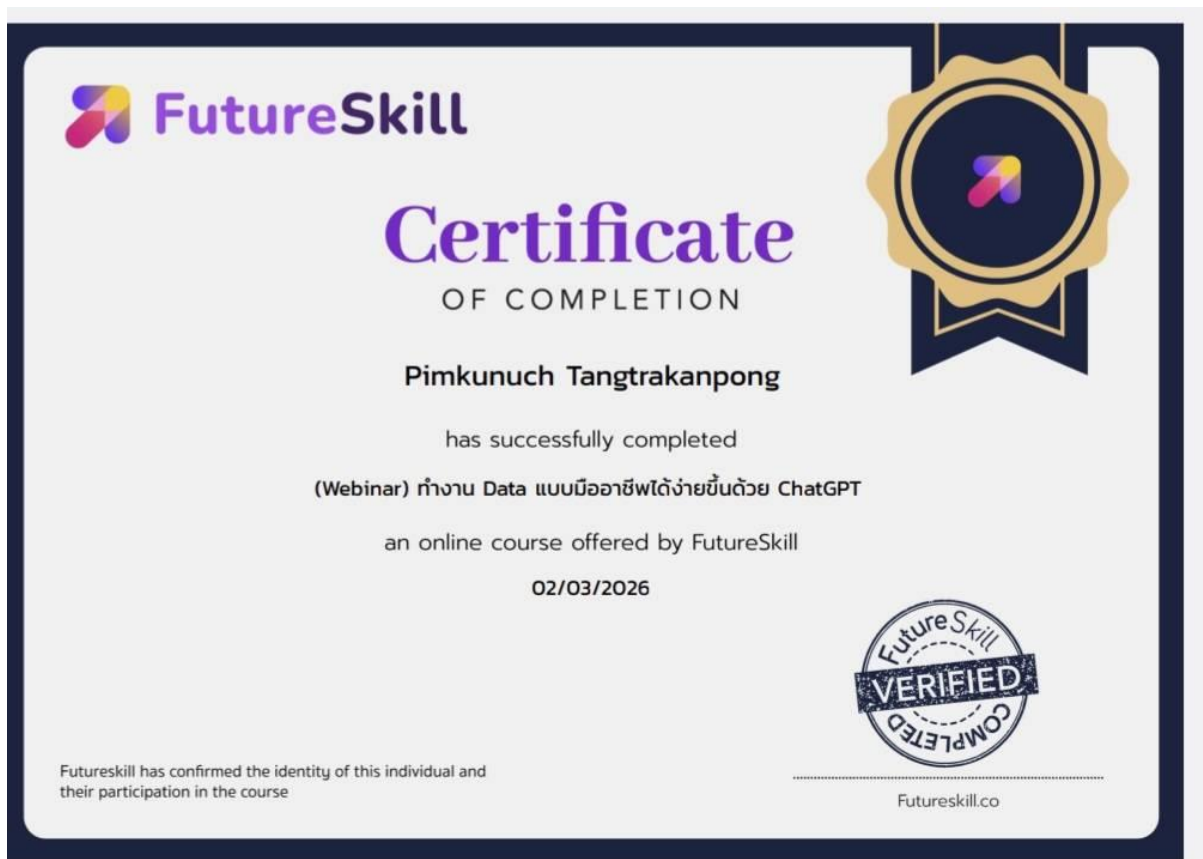 FutureSkill
Certificate
OF COMPLETION
Pimkunuch Tangtrakanpong
has successfully completed
(Webinar) ทำงาน Data แบบมืออาชีพได้ง่ายขึ้นด้วย ChatGPT
an online course offered by FutureSkill
02/03/2026
FutureSkill
VERIFIED
COMPLETED
Futureskill has confirmed the identity of this individual and
their participation in the course
Futureskill.co